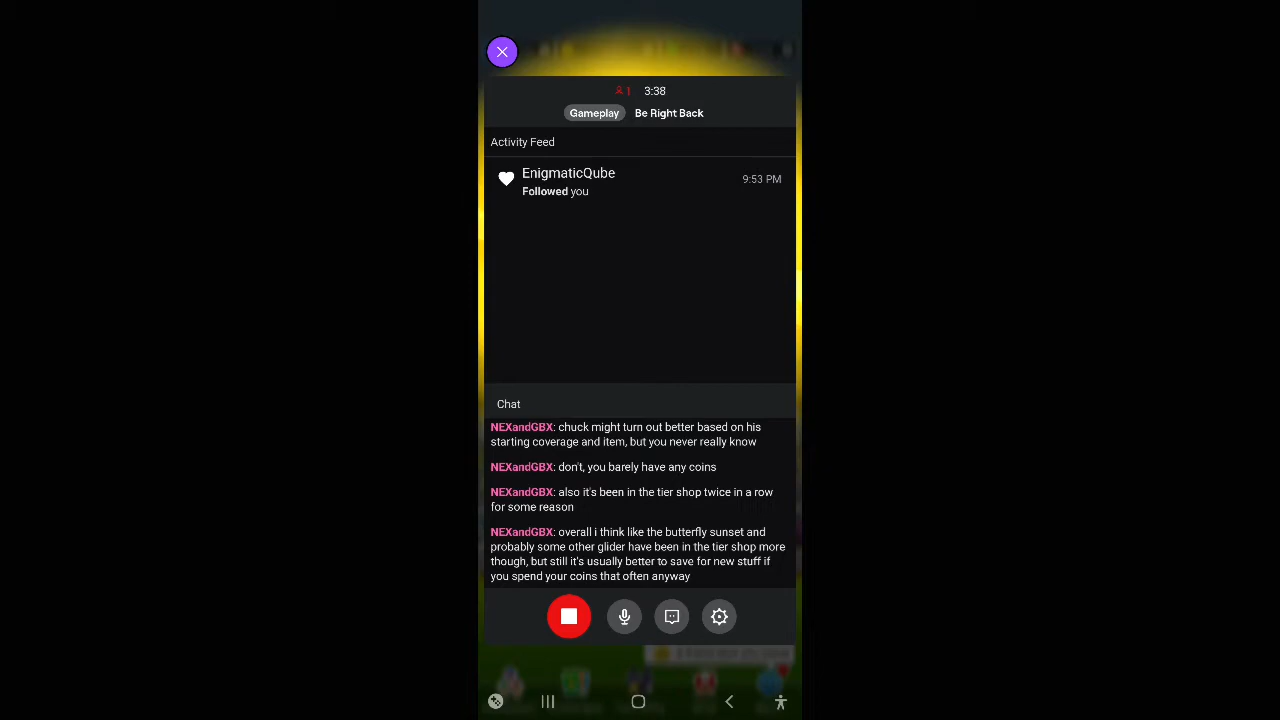 1 3:38
Gameplay Be Right Back
Activity Feed
EnigmaticQube
9:53 PM
Followed you
Chat
NEXandGBX: chuck might turn out better based on his
starting coverage and item, but you never really know
NEXandGBX: don't, you barely have any coins
NEXandGBX: also it's been in the tier shop twice in a row
for some reason
NEXandGBX: overall i think like the butterfly sunset and
probably some other glider have been in the tier shop more
though, but still it's usually better to save for new stuff if
you spend your coins that often anyway